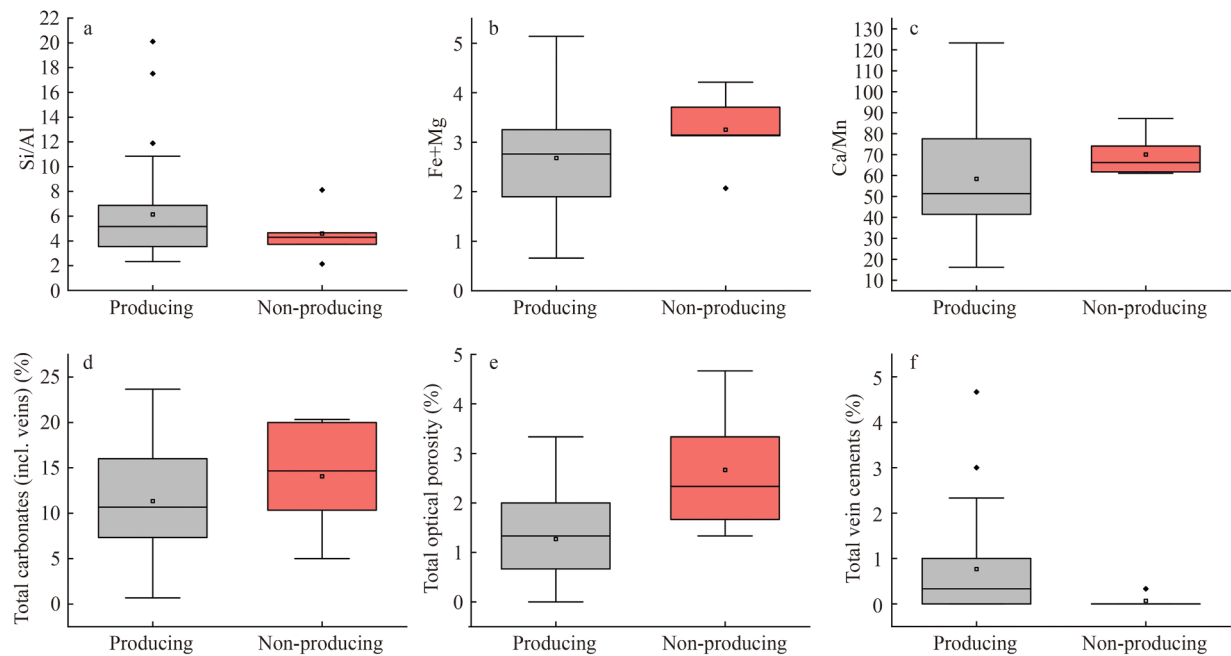 a
Si/Al
22
20
18
16
14
12
10
8
6
4
2
0
Producing
Non-producing
b
Fe+Mg
5
4
3
2
1
0
Producing
Non-producing
c
Ca/Mn
130
120
110
100
90
80
70
60
50
40
30
20
10
Producing
Non-producing
d
Total carbonates (incl. veins) (%)
25
20
15
10
5
0
Producing
Non-producing
e
Total optical porosity (%)
5
4
3
2
1
0
Producing
Non-producing
f
Total vein cements (%)
5
4
3
2
1
0
Producing
Non-producing